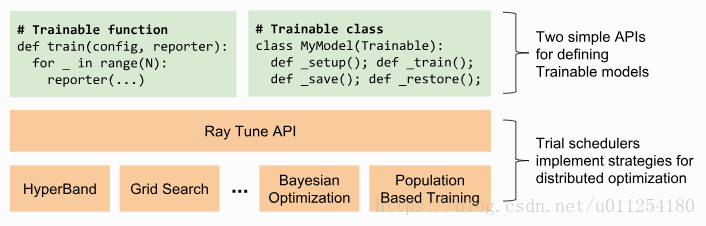 # Trainable function
def train(config, reporter):
for _ in range(N):
reporter(...)
# Trainable class
class MyModel(Trainable):
def _setup(); def _train();
def _save(); def _restore();
Two simple APIs
for defining
Trainable models
Ray Tune API
HyperBand
Grid Search
...
Bayesian
Optimization
Population
Based Training
Trial schedulers
implement strategies for
distributed optimization
https://blog.csdn.net/u011254180